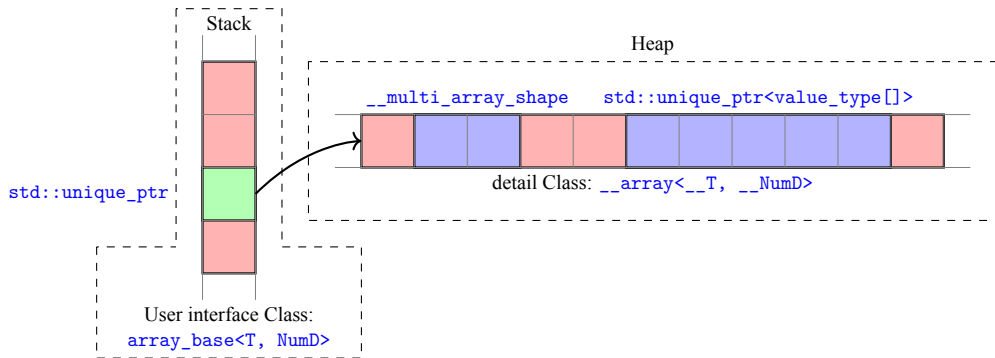 Stack
Heap
__multi_array_shape
std::unique_ptr<value_type[]>
std::unique_ptr
detail Class: __array<__T, __NumD>
User interface Class:
array_base<T, NumD>